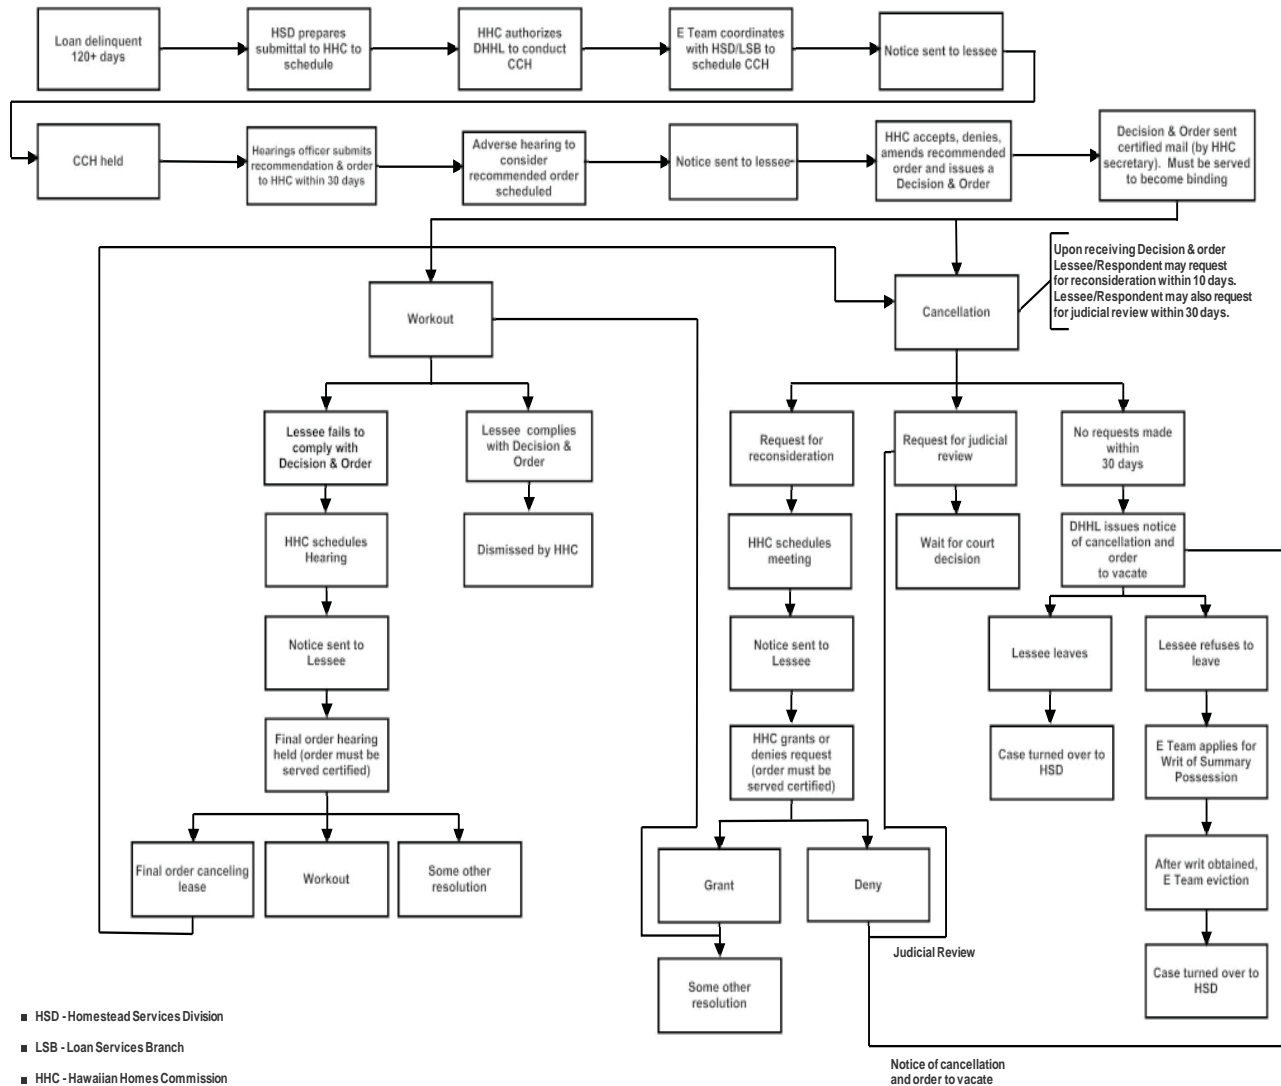 Loan delinquent
120+ days
HSD prepares
submittal to HHC to
schedule
HHC authorizes
DHHL to conduct
CCH
E Team coordinates
with HSD/LSB to
schedule CCH
Notice sent to lessee
CCH held
Hearings officer submits
recommendation & order
to HHC within 30 days
Adverse hearing to
consider
recommended order
scheduled
Notice sent to lessee
HHC accepts, denies,
amends recommended
order and issues a
Decision & Order
Decision & Order sent
certified mail (by HHC
secretary). Must be served
to become binding
Upon receiving Decision & order
Lessee/Respondent may request
for reconsideration within 10 days.
Lessee/Respondent may also request
for judicial review within 30 days.
Workout
Cancellation
Lessee fails to
comply with
Decision & Order
Lessee complies
with Decision &
Order
Request for
reconsideration
Request for judicial
review
No requests made
within
30 days
HHC schedules
Hearing
Dismissed by HHC
HHC schedules
meeting
Wait for court
decision
DHHL issues notice
of cancellation and
order
to vacate
Notice sent to
Lessee
Notice sent to
Lessee
Lessee leaves
Lessee refuses to
leave
Final order hearing
held (order must be
served certified)
HHC grants or
denies request
(order must be
served certified)
Case turned over to
HSD
E Team applies for
Writ of Summary
Possession
Final order canceling
lease
Workout
Some other
resolution
Grant
Deny
After writ obtained,
E Team eviction
Judicial Review
Some other
resolution
Case turned over to
HSD
HSD - Homestead Services Division
LSB - Loan Services Branch
HHC - Hawaiian Homes Commission
Notice of cancellation
and order to vacate